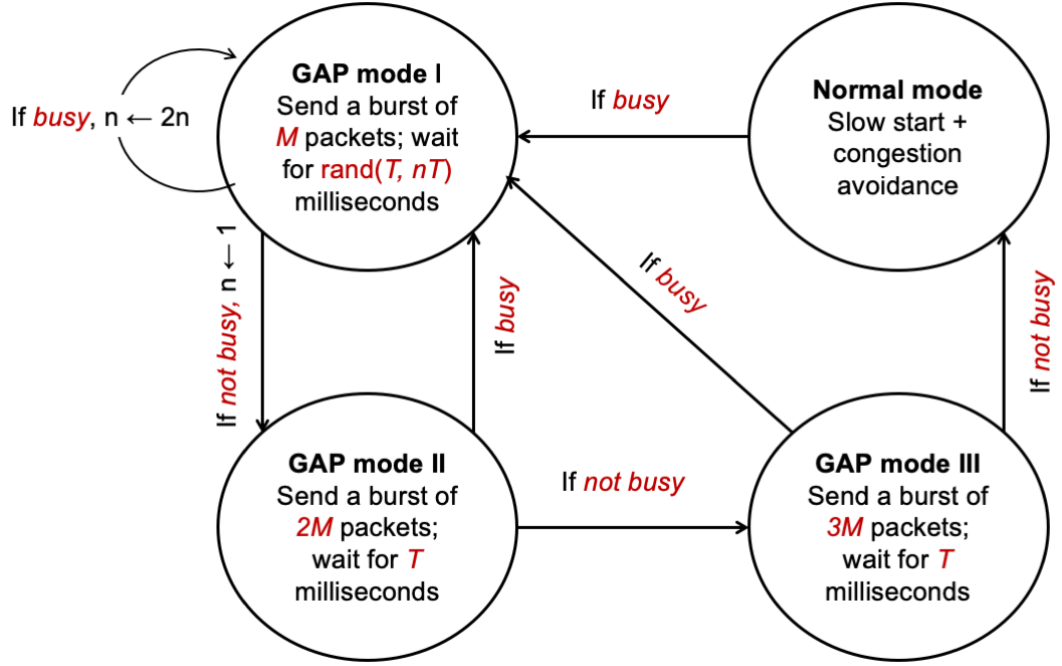 GAP mode I
Send a burst of
M packets; wait
for rand(T, nT)
milliseconds
Normal mode
Slow start +
congestion
avoidance
If busy
If busy, n ← 2n
If not busy, n ← 1
If busy
If busy
If not busy
GAP mode II
Send a burst of
2M packets;
wait for T
milliseconds
If not busy
GAP mode III
Send a burst of
3M packets;
wait for T
milliseconds